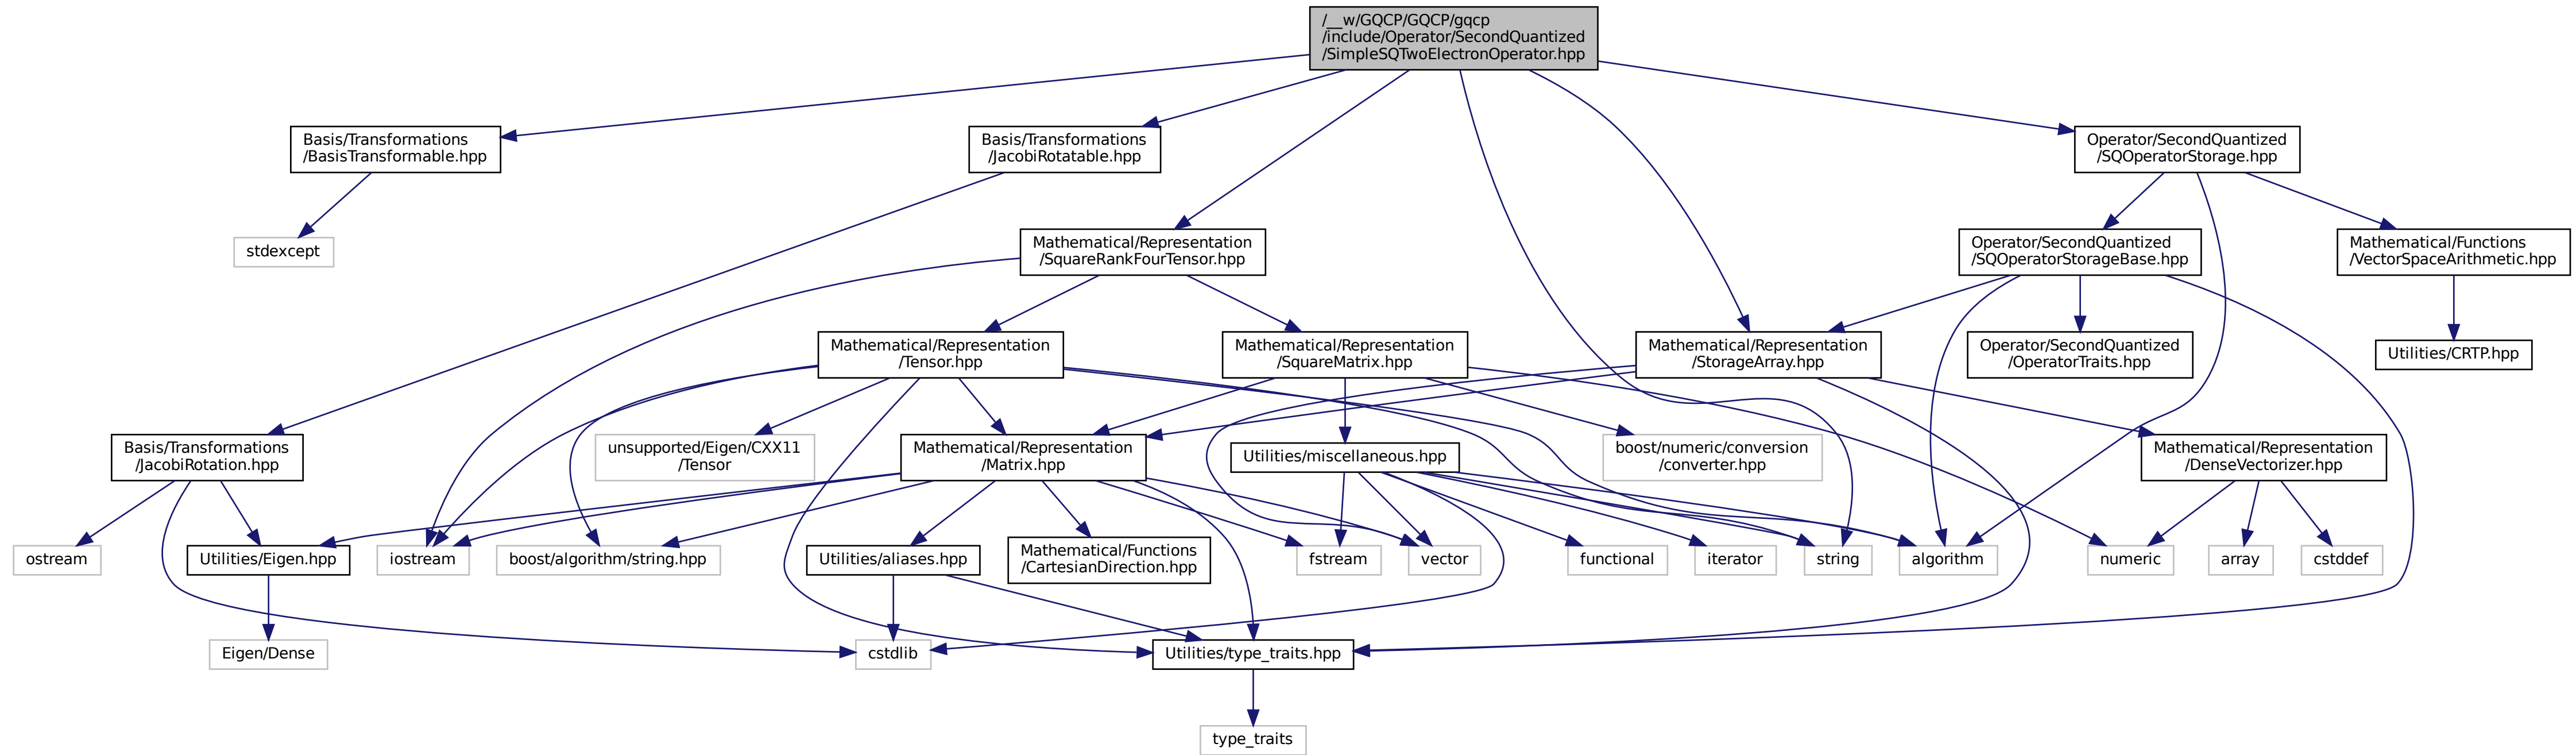 /__w/GQCP/GQCP/gqcp
/include/Operator/SecondQuantized
/SimpleSQTwoElectronOperator.hpp
Basis/Transformations
/BasisTransformable.hpp
Basis/Transformations
/JacobiRotatable.hpp
Operator/SecondQuantized
/SQOperatorStorage.hpp
stdexcept
Mathematical/Representation
/SquareRankFourTensor.hpp
Operator/SecondQuantized
/SQOperatorStorageBase.hpp
Mathematical/Functions
/VectorSpaceArithmetic.hpp
Mathematical/Representation
/Tensor.hpp
Mathematical/Representation
/SquareMatrix.hpp
Mathematical/Representation
/StorageArray.hpp
Operator/SecondQuantized
/OperatorTraits.hpp
Utilities/CRTP.hpp
Basis/Transformations
/JacobiRotation.hpp
unsupported/Eigen/CXX11
/Tensor
Mathematical/Representation
/Matrix.hpp
Utilities/miscellaneous.hpp
boost/numeric/conversion
/converter.hpp
Mathematical/Representation
/DenseVectorizer.hpp
ostream
Utilities/Eigen.hpp
iostream
boost/algorithm/string.hpp
Utilities/aliases.hpp
Mathematical/Functions
/CartesianDirection.hpp
fstream
vector
functional
iterator
string
algorithm
numeric
array
cstddef
Eigen/Dense
cstdlib
Utilities/type_traits.hpp
type_traits